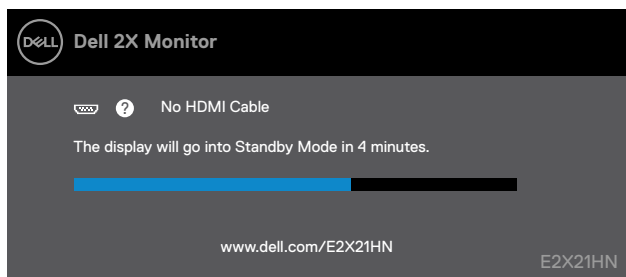 DELL Dell 2X Monitor
No HDMI Cable
The display will go into Standby Mode in 4 minutes.
www.dell.com/E2X21HN
E2X21HN